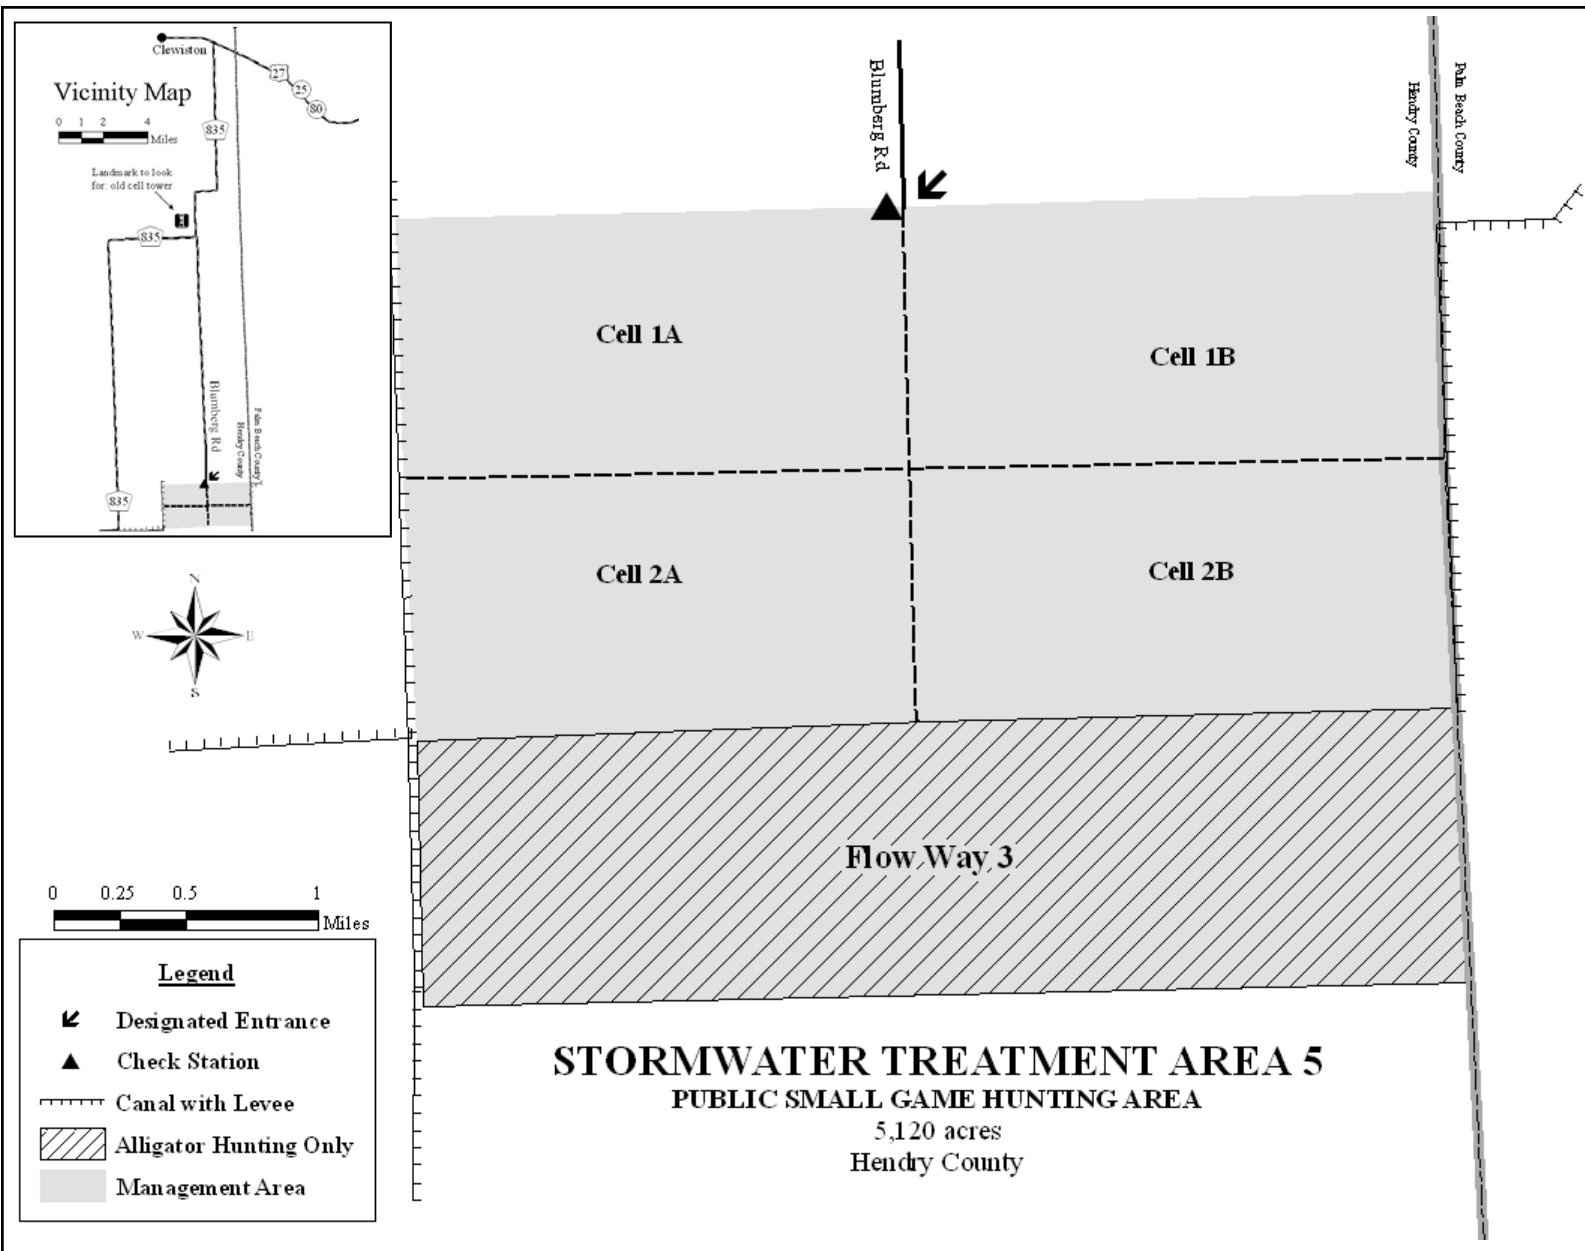 Clewiston
27
25
80
Vicinity Map
0 1 2 4
Miles
835
Landmark to look
for: old cell tower
835
Blumberg Rd
Hendry County
Palm Beach County
835
Blumberg Rd
Hendry County
Palm Beach County
Cell 1A
Cell 1B
Cell 2A
Cell 2B
N
W E
S
Flow Way 3
0 0.25 0.5 1
Miles
Legend
Designated Entrance
Check Station
Canal with Levee
Alligator Hunting Only
Management Area
STORMWATER TREATMENT AREA 5
PUBLIC SMALL GAME HUNTING AREA
5,120 acres
Hendry County